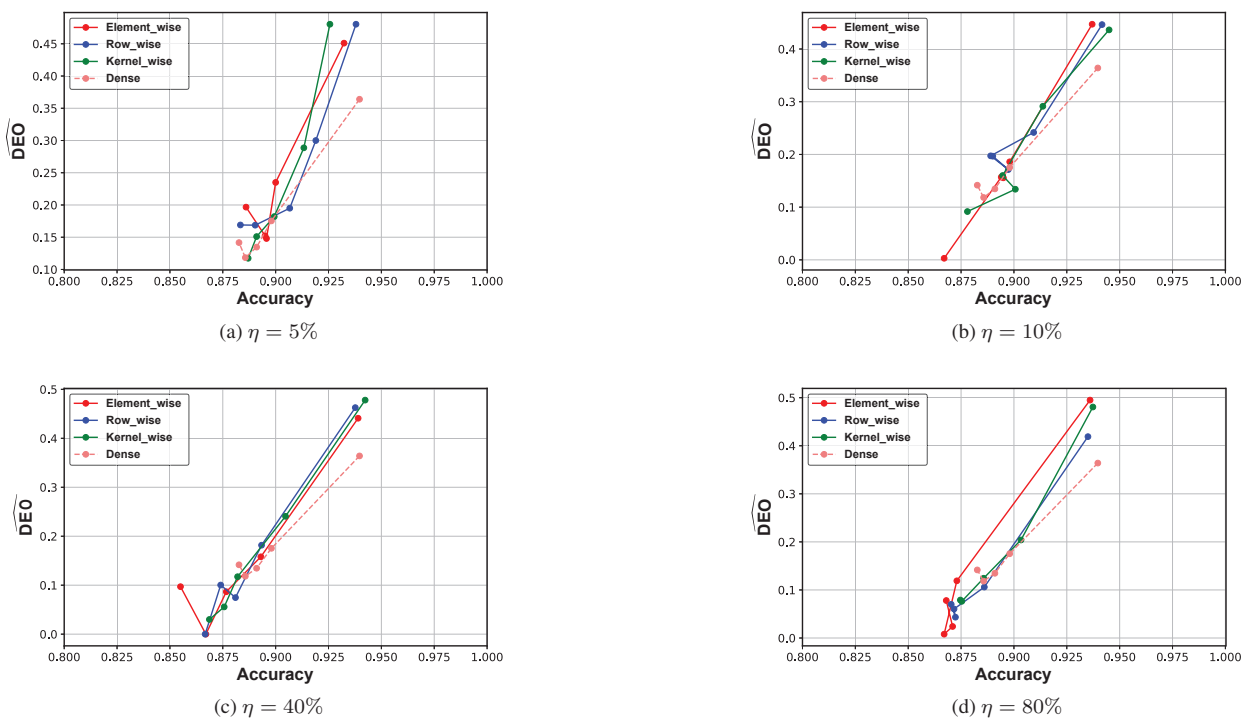 Element_wise
Row_wise
Kernel_wise
Dense
0.45
0.40
0.35
0.30
0.25
0.20
0.15
0.10
DEO
0.800 0.825 0.850 0.875 0.900 0.925 0.950 0.975 1.000
Accuracy
(a) η = 5%
Element_wise
Row_wise
Kernel_wise
Dense
0.4
0.3
0.2
0.1
0.0
DEO
0.800 0.825 0.850 0.875 0.900 0.925 0.950 0.975 1.000
Accuracy
(b) η = 10%
Element_wise
Row_wise
Kernel_wise
Dense
0.5
0.4
0.3
0.2
0.1
0.0
DEO
0.800 0.825 0.850 0.875 0.900 0.925 0.950 0.975 1.000
Accuracy
(c) η = 40%
Element_wise
Row_wise
Kernel_wise
Dense
0.5
0.4
0.3
0.2
0.1
0.0
DEO
0.800 0.825 0.850 0.875 0.900 0.925 0.950 0.975 1.000
Accuracy
(d) η = 80%